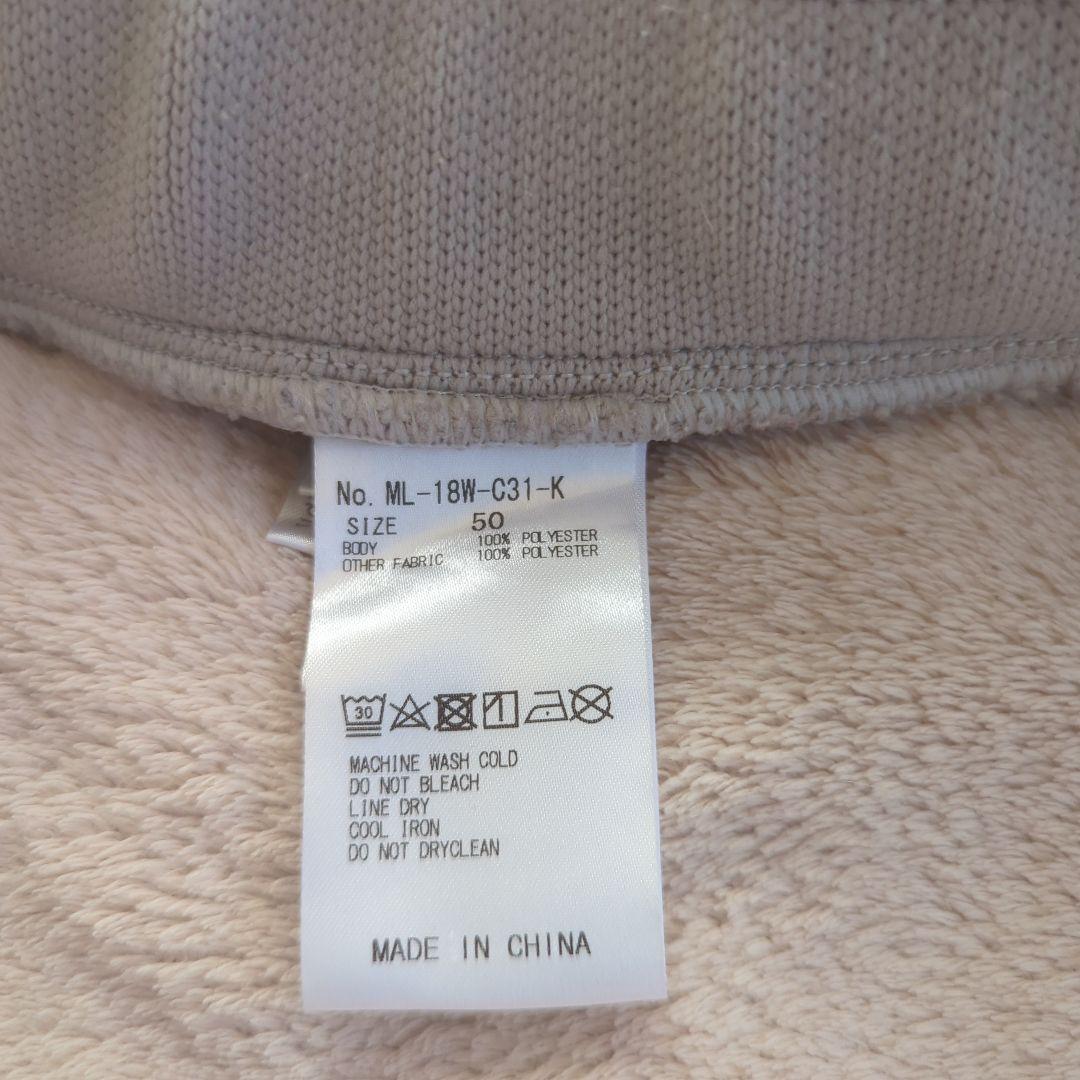 No. ML-18W-C31-K
SIZE 50
BODY 100% POLYESTER
OTHER FABRIC 100% POLYESTER
30
MACHINE WASH COLD
DO NOT BLEACH
LINE DRY
COOL IRON
DO NOT DRYCLEAN
MADE IN CHINA